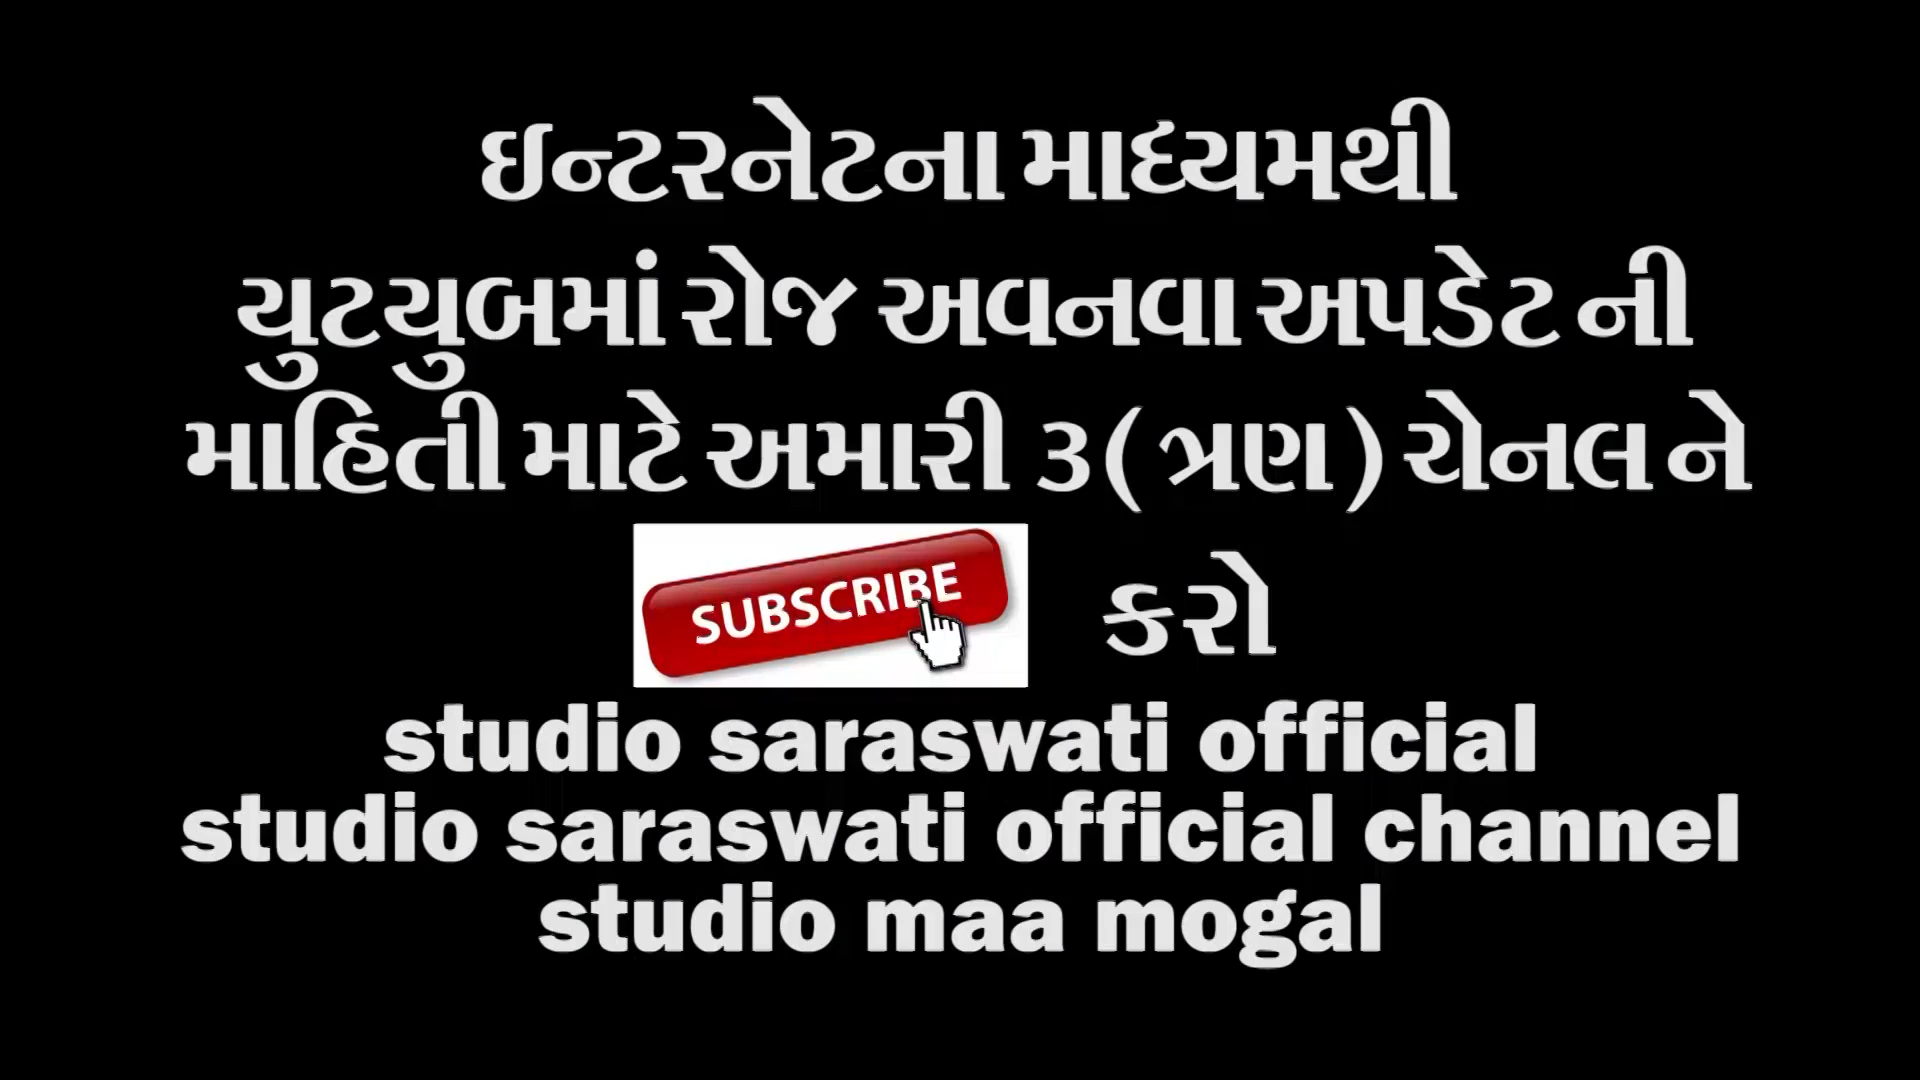 ઇન્ટરનેટના માધ્યમથી
યુટયુબમાં રોજ અવનવા અપડેટ ની
માહિતી માટે અમારી ૩ ( ત્રણ ) ચેનલ ને
SUBSCRIBE કરો
studio saraswati official
studio saraswati official channel
studio maa mogal